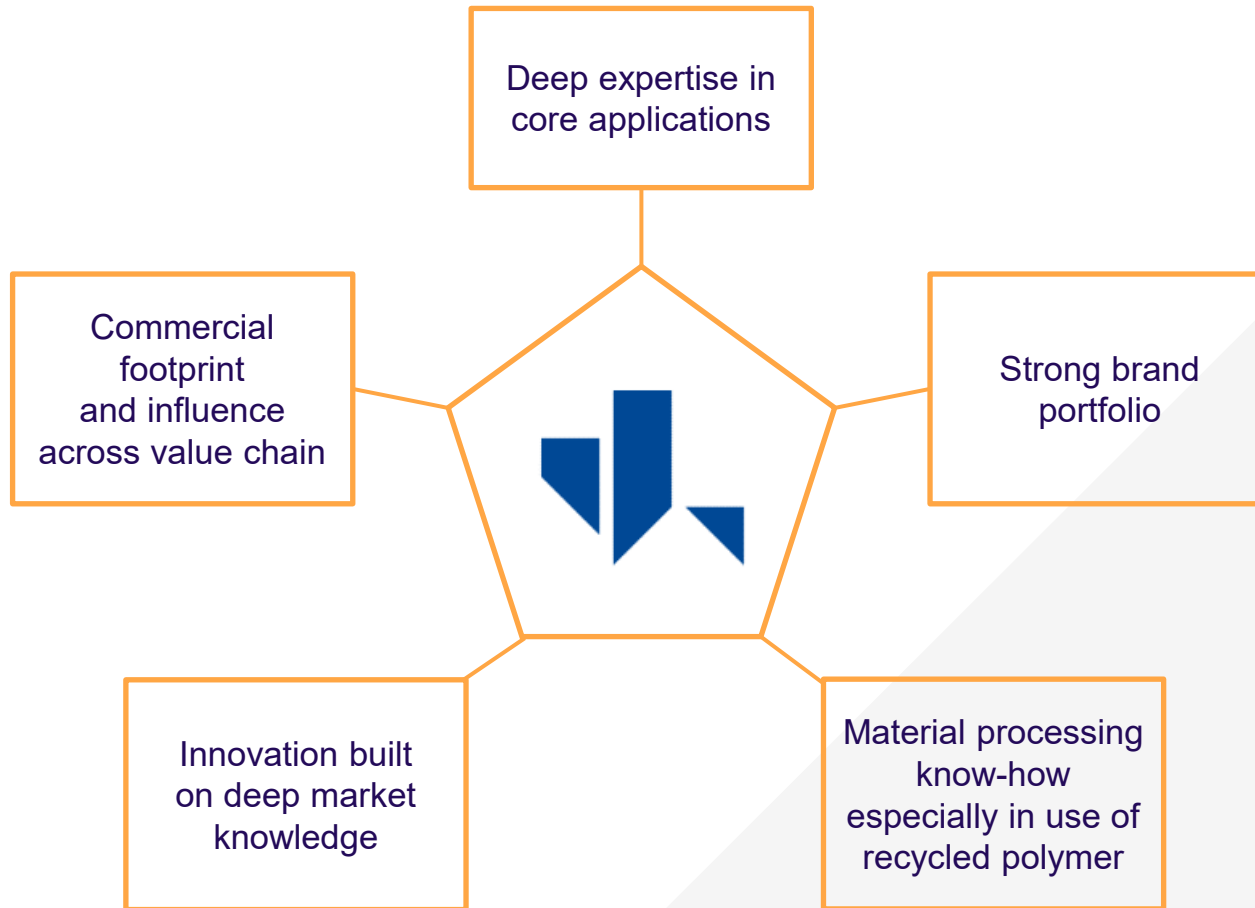 Deep expertise in
core applications
Commercial
footprint
and influence
across value chain
Strong brand
portfolio
Innovation built
on deep market
knowledge
Material processing
know-how
especially in use of
recycled polymer